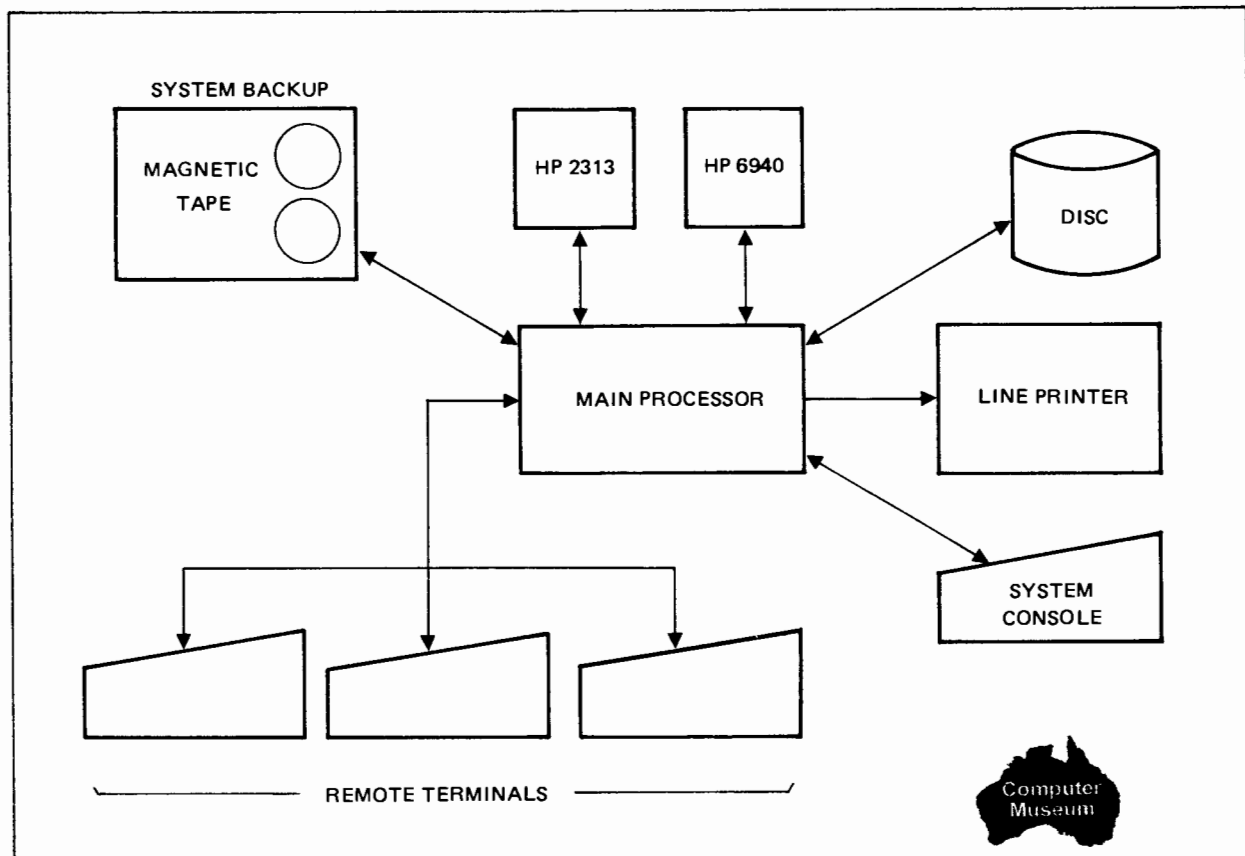 SYSTEM BACKUP
MAGNETIC
TAPE
HP 2313
HP 6940
DISC
MAIN PROCESSOR
LINE PRINTER
SYSTEM
CONSOLE
REMOTE TERMINALS
Computer
Museum